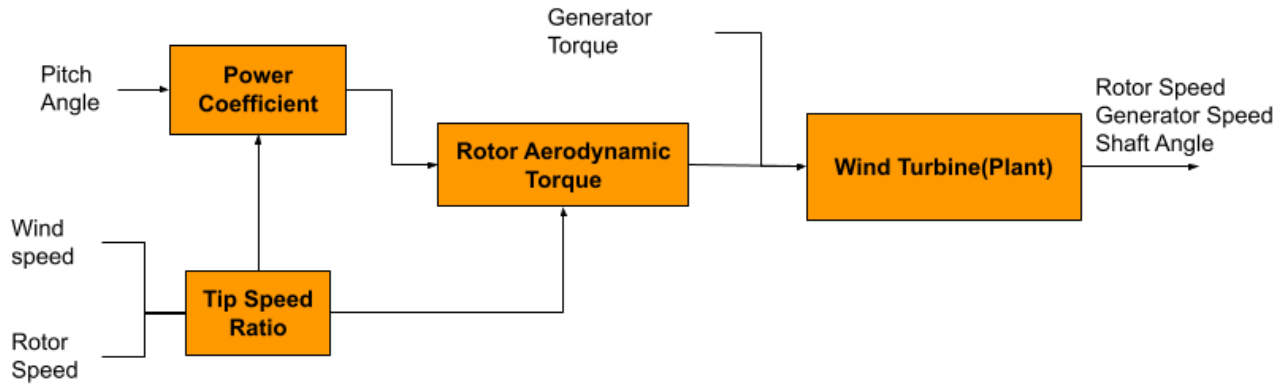 Generator
Torque
Pitch
Angle
Power
Coefficient
Rotor Speed
Generator Speed
Shaft Angle
Rotor Aerodynamic
Torque
Wind Turbine(Plant)
Wind
speed
Tip Speed
Ratio
Rotor
Speed